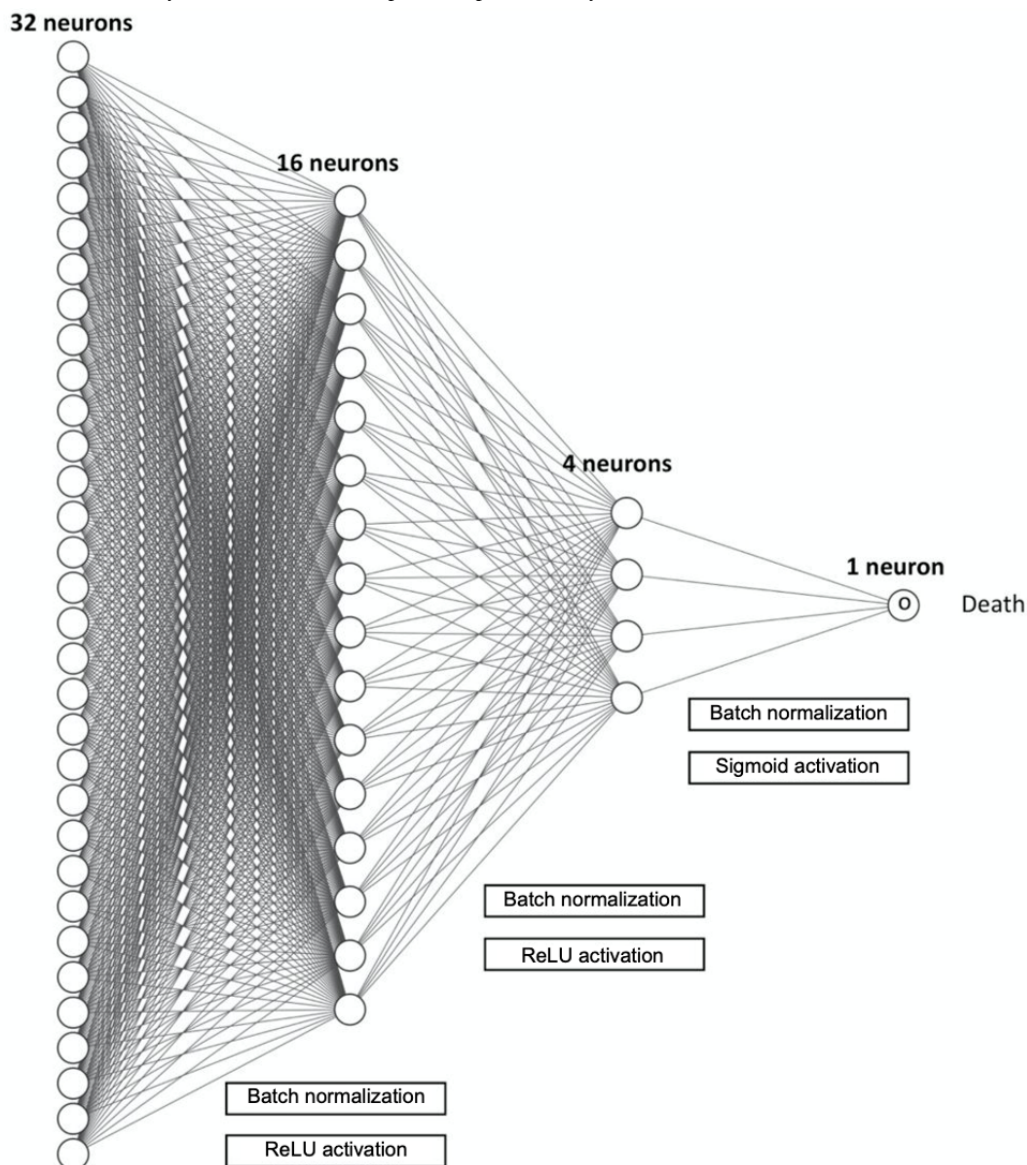 32 neurons
16 neurons
4 neurons
1 neuron
O
Death
Batch normalization
Sigmoid activation
Batch normalization
ReLU activation
Batch normalization
ReLU activation